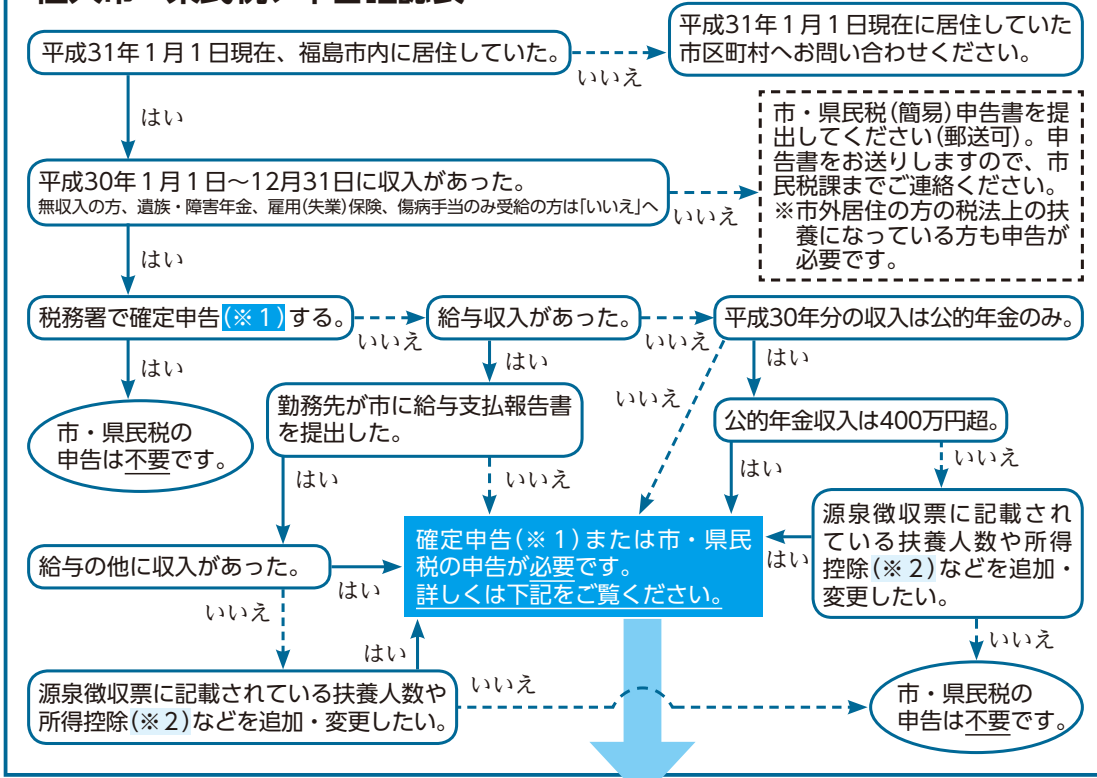 平成31年1月1日現在、福島市内に居住していた。
いいえ
平成31年1月1日現在に居住していた
市区町村へお問い合わせください。
はい
平成30年1月1日～12月31日に収入があった。
無収入の方、遺族・障害年金、雇用(失業)保険、傷病手当のみ受給の方は「いいえ」へ
いいえ
市・県民税(簡易)申告書を提
出してください(郵送可)。申
告書をお送りしますので、市
民税課までご連絡ください。
※市外居住の方の税法上の扶
養になっている方も申告が
必要です。
はい
税務署で確定申告(※1)する。
いいえ
給与収入があった。
いいえ
平成30年分の収入は公的年金のみ。
はい
市・県民税の
申告は不要です。
はい
勤務先が市に給与支払報告書
を提出した。
いいえ
はい
公的年金収入は400万円超。
はい
いいえ
はい
いいえ
給与の他に収入があった。
はい
確定申告(※1)または市・県民
税の申告が必要です。
詳しくは下記をご覧ください。
はい
源泉徴収票に記載され
ている扶養人数や所得
控除(※2)などを追加・
変更したい。
いいえ
はい
いいえ
源泉徴収票に記載されている扶養人数や
所得控除(※2)などを追加・変更したい。
いいえ
市・県民税の
申告は不要です。